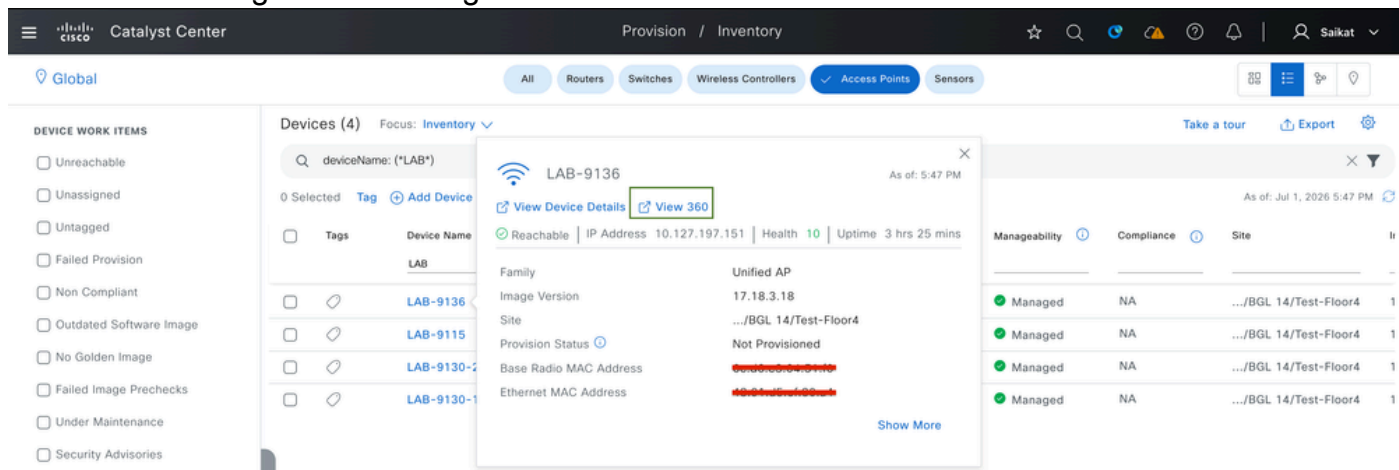 cisco Catalyst Center Provision / Inventory Saikat
Global All Routers Switches Wireless Controllers Access Points Sensors
DEVICE WORK ITEMS
Unreachable
Unassigned
Untagged
Failed Provision
Non Compliant
Outdated Software Image
No Golden Image
Failed Image Prechecks
Under Maintenance
Security Advisories
Devices (4) Focus: Inventory Take a tour Export
deviceName: (*LAB*)
0 Selected Tag Add Device As of: Jul 1, 2026 5:47 PM
Tags Device Name Manageability Compliance Site
LAB
LAB-9136 Managed NA .../BGL 14/Test-Floor4 1
LAB-9115 Managed NA .../BGL 14/Test-Floor4 1
LAB-9130-2 Managed NA .../BGL 14/Test-Floor4 1
LAB-9130-1 Managed NA .../BGL 14/Test-Floor4 1
LAB-9136 As of: 5:47 PM
View Device Details View 360
Reachable | IP Address 10.127.197.151 | Health 10 | Uptime 3 hrs 25 mins
Family Unified AP
Image Version 17.18.3.18
Site .../BGL 14/Test-Floor4
Provision Status Not Provisioned
Base Radio MAC Address
Ethernet MAC Address
Show More